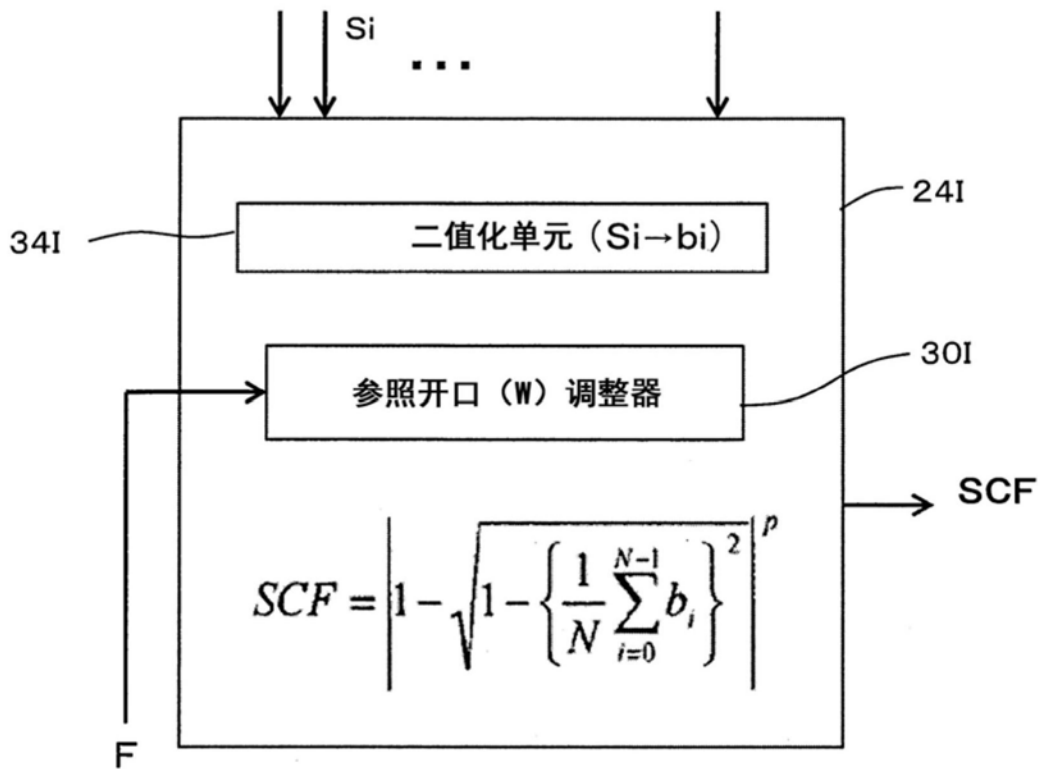 Si
...
24I
34I
二值化单元（Si→bi）
30I
参照开口（W）调整器
SCF
SCF = |1 - √(1 - {1/N ∑_{i=0}^{N-1} b_i}^2)|^p
F